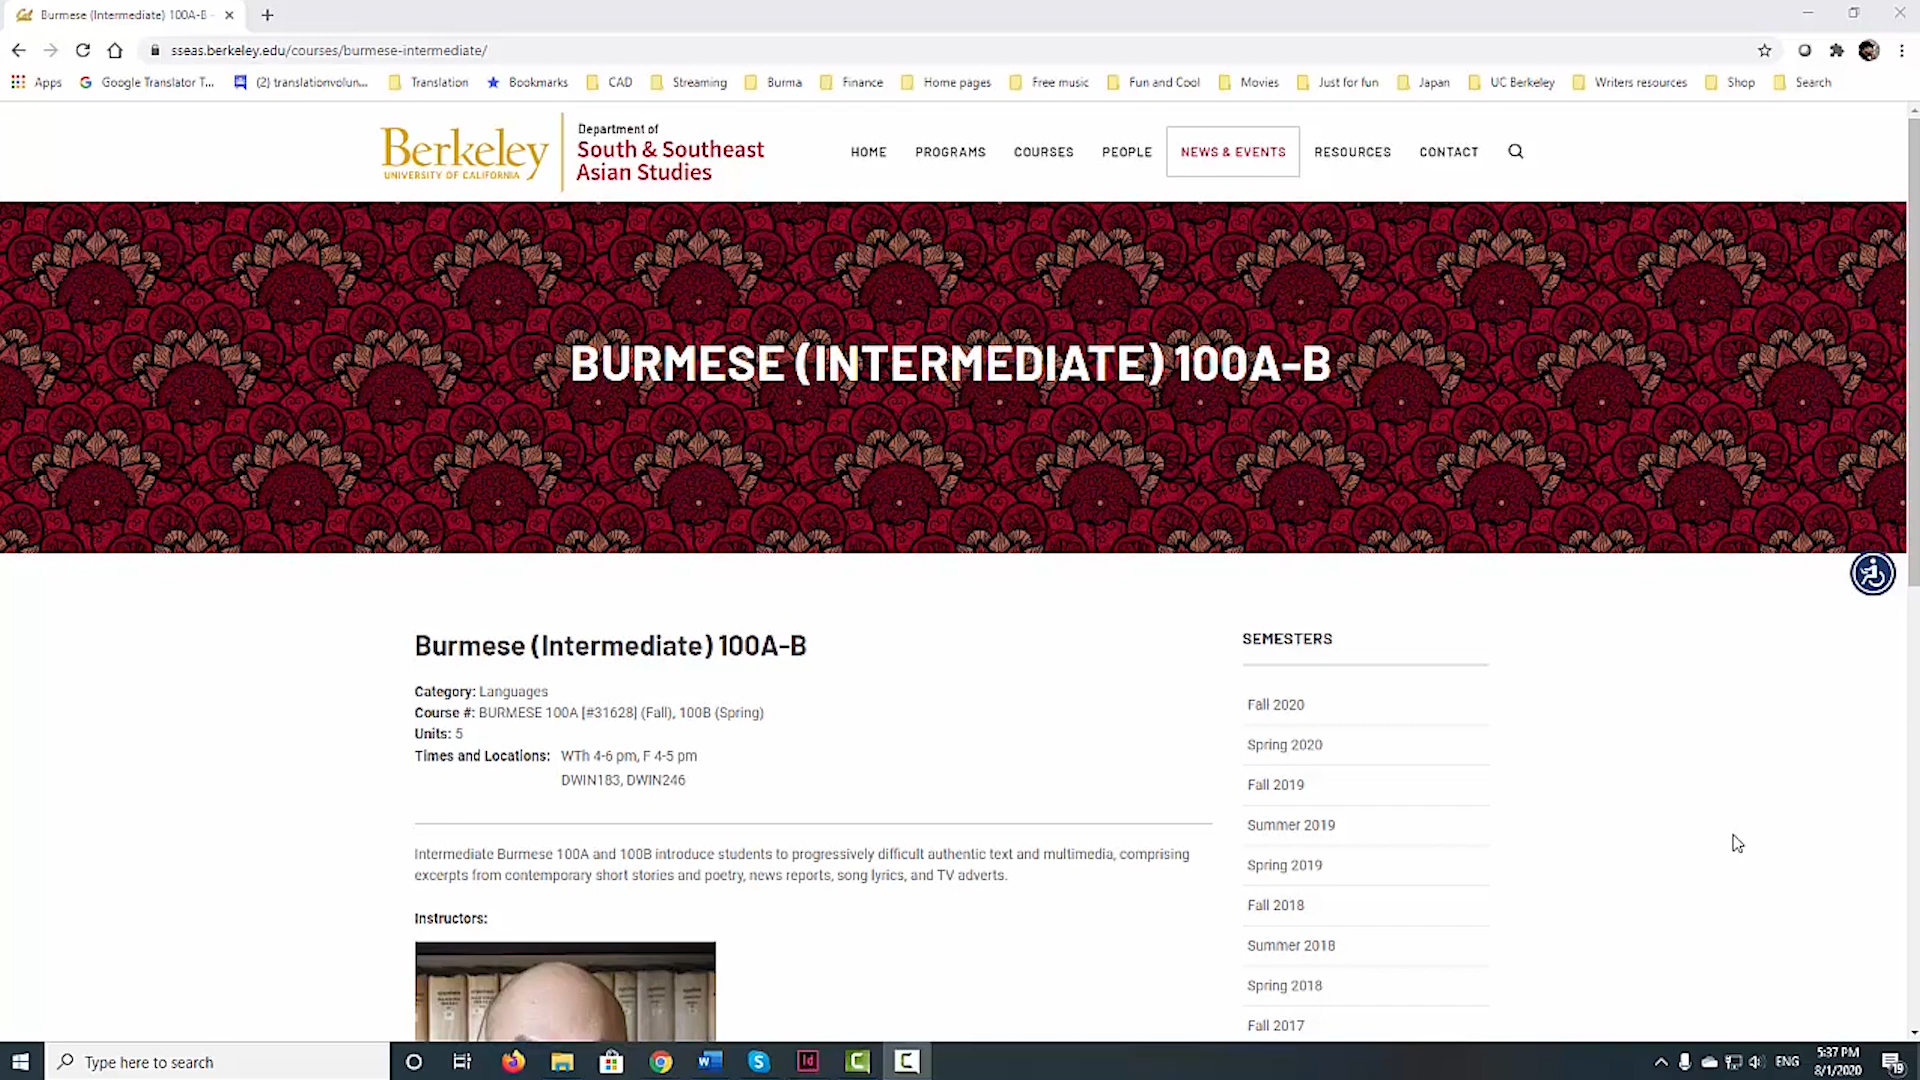 Burmese (Intermediate) 100A-B -
sseas.berkeley.edu/courses/burmese-intermediate/
Apps
Google Translator T...
(2) translationvolun...
Translation
Bookmarks
CAD
Streaming
Burma
Finance
Home pages
Free music
Fun and Cool
Movies
Just for fun
Japan
UC Berkeley
Writers resources
Shop
Search
Berkeley
UNIVERSITY OF CALIFORNIA
Department of
South & Southeast
Asian Studies
HOME
PROGRAMS
COURSES
PEOPLE
NEWS & EVENTS
RESOURCES
CONTACT
BURMESE (INTERMEDIATE) 100A-B
Burmese (Intermediate) 100A-B
Category: Languages
Course #: BURMESE 100A [#31628] (Fall), 100B (Spring)
Units: 5
Times and Locations: WTh 4-6 pm, F 4-5 pm
DWIN183, DWIN246
Intermediate Burmese 100A and 100B introduce students to progressively difficult authentic text and multimedia, comprising
excerpts from contemporary short stories and poetry, news reports, song lyrics, and TV adverts.
Instructors:
SEMESTERS
Fall 2020
Spring 2020
Fall 2019
Summer 2019
Spring 2019
Fall 2018
Summer 2018
Spring 2018
Fall 2017
Type here to search
ENG
5:37 PM
8/1/2020
19